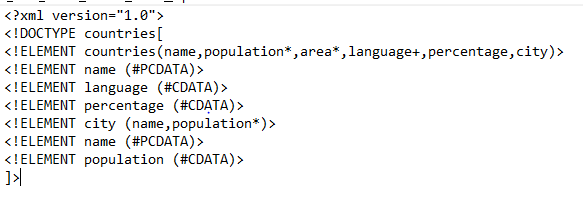 <?xml version="1.0">
<!DOCTYPE countries[
<!ELEMENT countries(name,population*,area*,language+,percentage,city)>
<!ELEMENT name (#PCDATA)>
<!ELEMENT language (#CDATA)>
<!ELEMENT percentage (#CDATA)>
<!ELEMENT city (name,population*)>
<!ELEMENT name (#PCDATA)>
<!ELEMENT population (#CDATA)>
]>